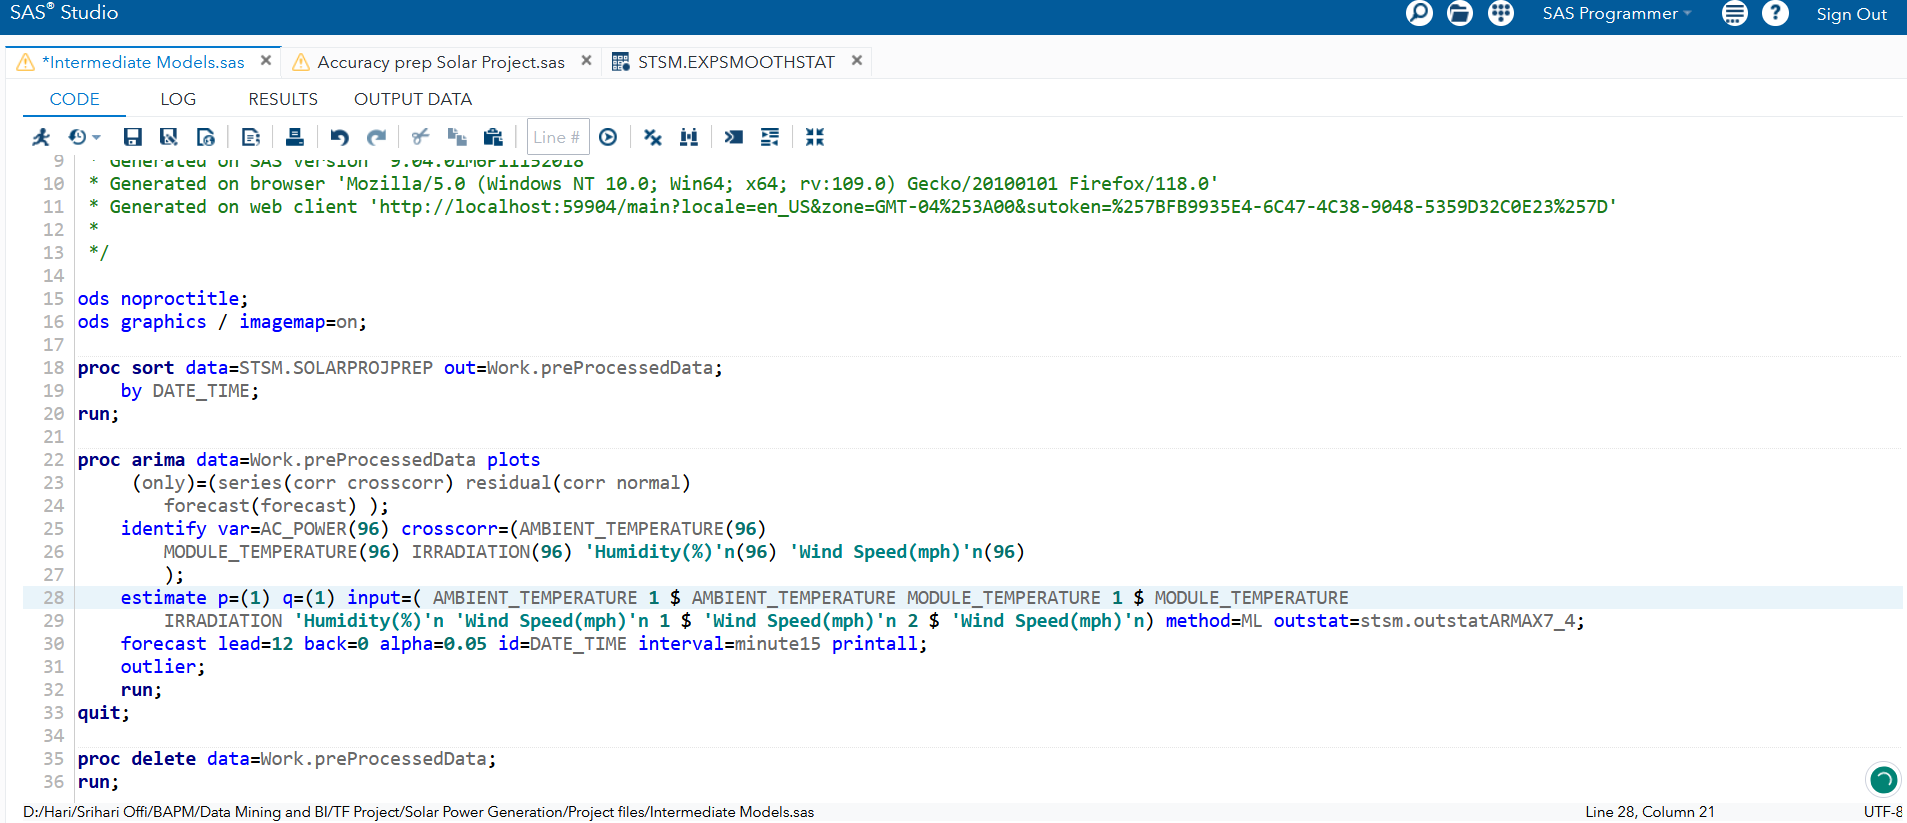 SAS® Studio
SAS Programmer
Sign Out
*Intermediate Models.sas
Accuracy prep Solar Project.sas
STSM.EXPSMOOTHSTAT
CODE LOG RESULTS OUTPUT DATA
Line #
9 * Generated on SAS version '9.04.01M6P11152018'
10 * Generated on browser 'Mozilla/5.0 (Windows NT 10.0; Win64; x64; rv:109.0) Gecko/20100101 Firefox/118.0'
11 * Generated on web client 'http://localhost:59904/main?locale=en_US&zone=GMT-04%253A00&sutoken=%257BFB9935E4-6C47-4C38-9048-5359D32C0E23%257D'
12 *
13 */
14
15 ods noproctitle;
16 ods graphics / imagemap=on;
17
18 proc sort data=STSM.SOLARPROJPREP out=Work.preProcessedData;
19 by DATE_TIME;
20 run;
21
22 proc arima data=Work.preProcessedData plots
23 (only)=(series(corr crosscorr) residual(corr normal)
24 forecast(forecast) );
25 identify var=AC_POWER(96) crosscorr=(AMBIENT_TEMPERATURE(96)
26 MODULE_TEMPERATURE(96) IRRADIATION(96) 'Humidity(%)'n(96) 'Wind Speed(mph)'n(96)
27 );
28 estimate p=(1) q=(1) input=( AMBIENT_TEMPERATURE 1 $ AMBIENT_TEMPERATURE MODULE_TEMPERATURE 1 $ MODULE_TEMPERATURE
29 IRRADIATION 'Humidity(%)'n 'Wind Speed(mph)'n 1 $ 'Wind Speed(mph)'n 2 $ 'Wind Speed(mph)'n) method=ML outstat=stsm.outstatARMAX7_4;
30 forecast lead=12 back=0 alpha=0.05 id=DATE_TIME interval=minute15 printall;
31 outlier;
32 run;
33 quit;
34
35 proc delete data=Work.preProcessedData;
36 run;
D:/Hari/Srihari Offi/BAPM/Data Mining and BI/TF Project/Solar Power Generation/Project files/Intermediate Models.sas
Line 28, Column 21
UTF-8